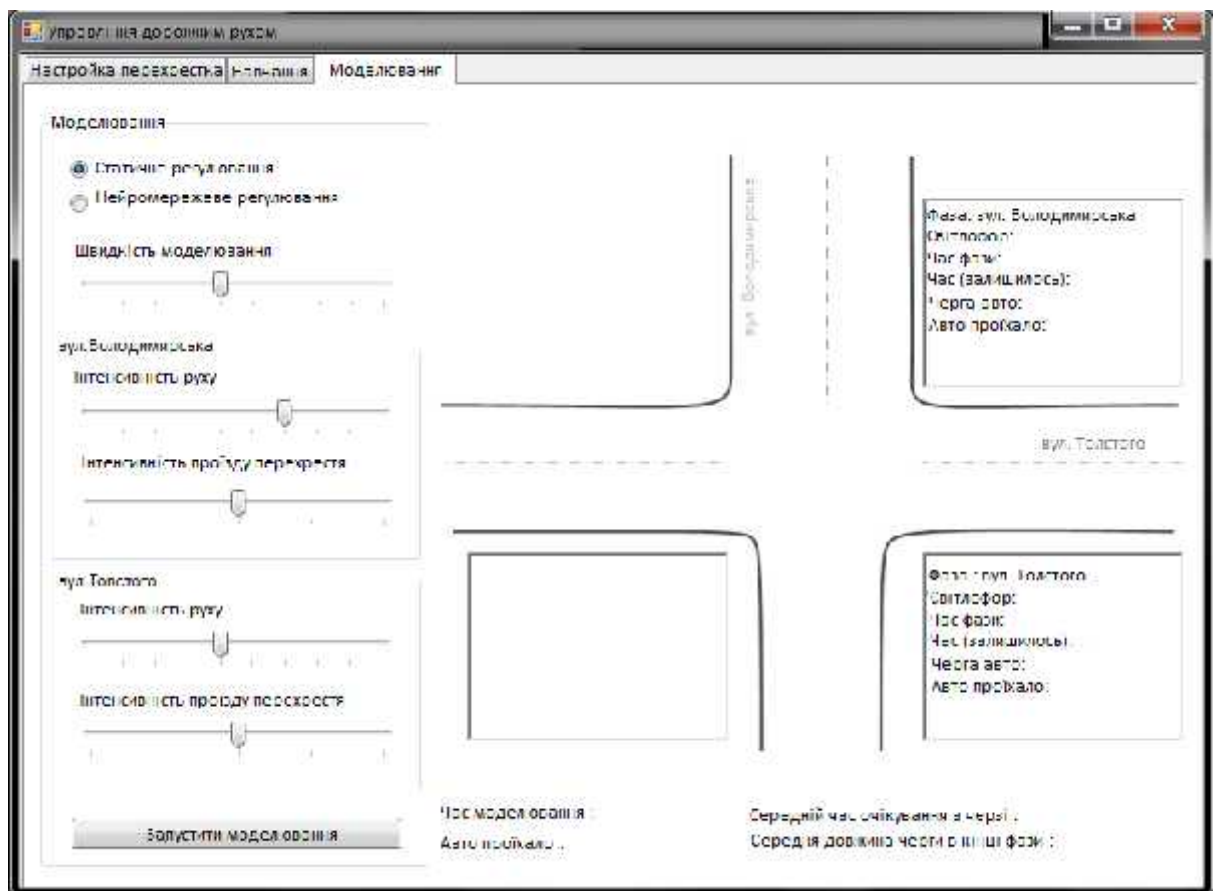 Управління дорожнім рухом
Настройка перехрестка Навчання Моделювання
Моделювання
Статичне регулювання
Нейромережеве регулювання
Швидкість моделювання
вул.Володимирська
Інтенсивність руху
Інтенсивність проїзду перехрестя
вул.Толстого
Інтенсивність руху
Інтенсивність проїзду перехрестя
Запустити моделювання
вул. Володимирська
Фаза: вул. Володимирська
Світлофор:
Час фази:
Час (залишилось):
Черга авто:
Авто проїхало:
вул. Толстого
Фаза : вул. Толстого
Світлофор:
Час фази:
Час (залишилось):
Черга авто:
Авто проїхало:
Час моделювання :
Авто проїхало :
Середній час очікування в черзі :
Середня довжина черги в кінці фази :